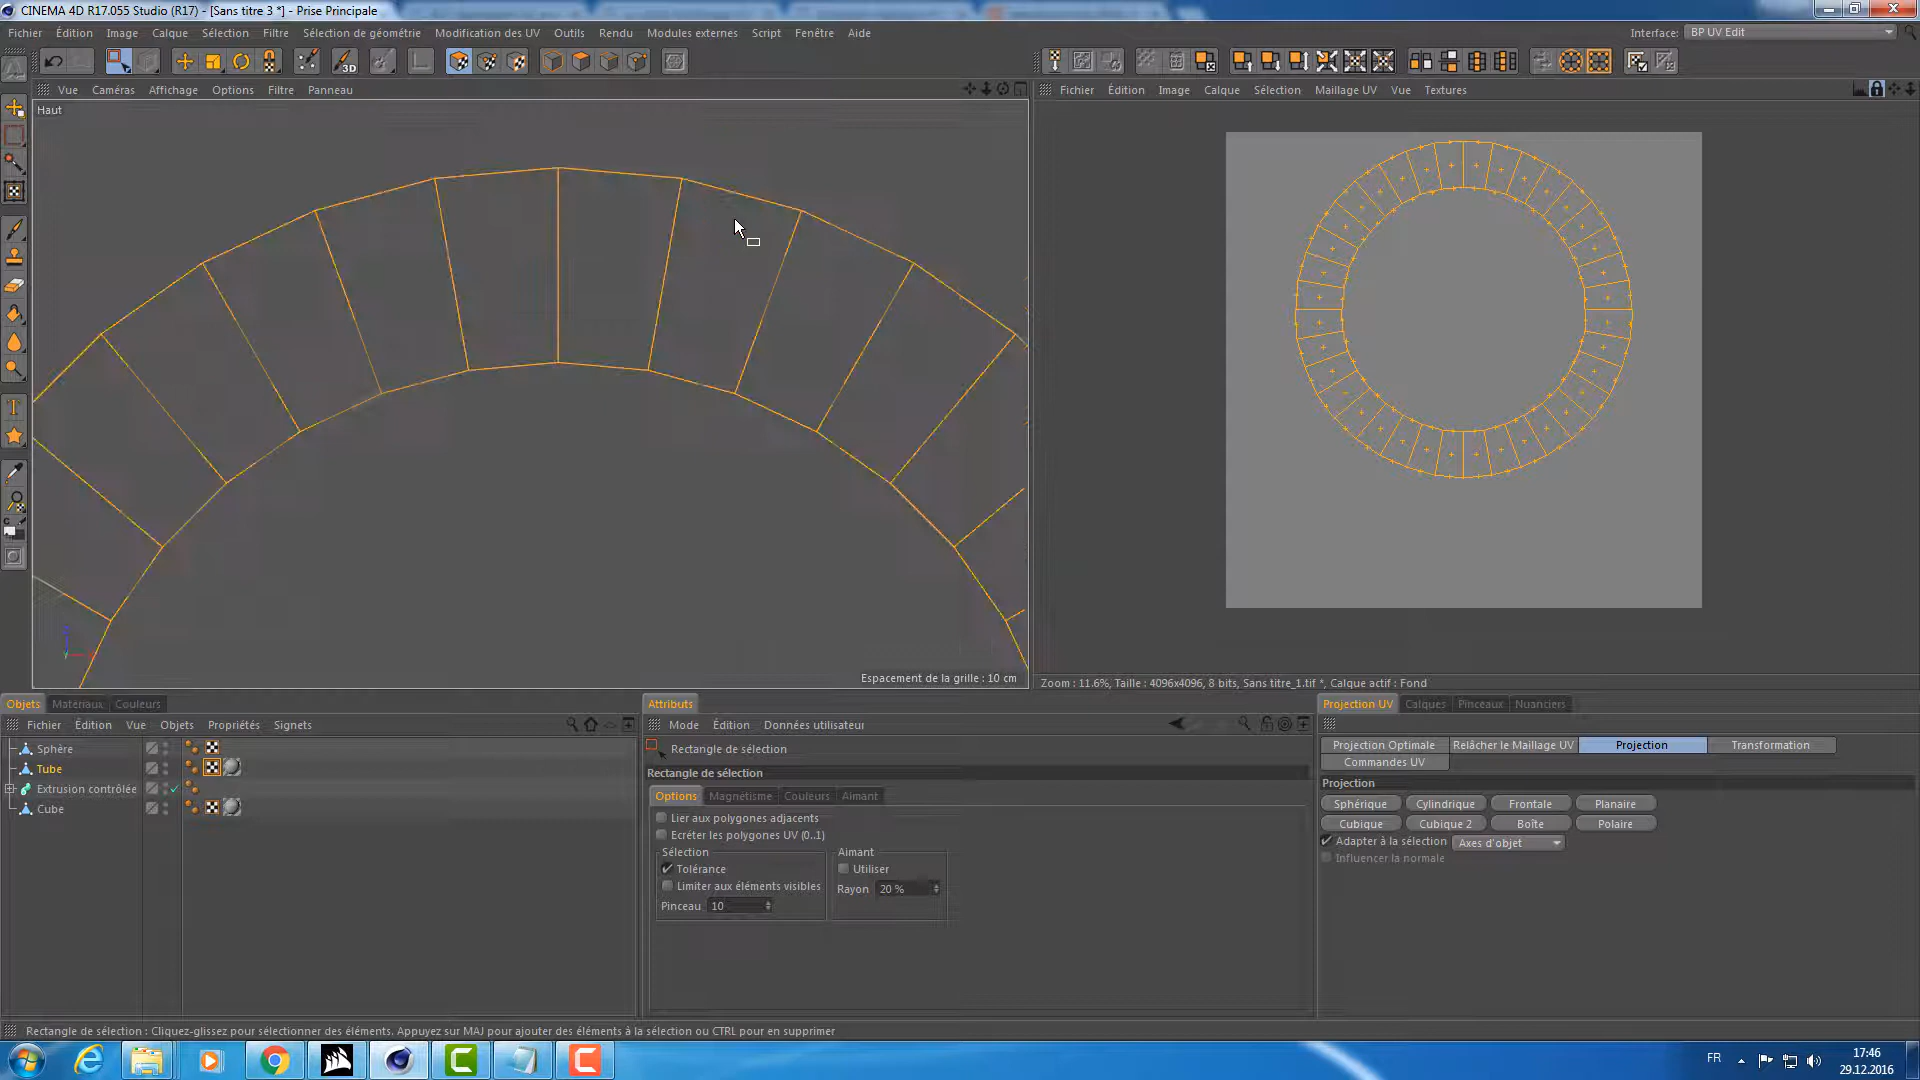 CINEMA 4D R17.055 Studio (R17) - [Sans titre 3 *] - Prise Principale
Fichier Édition Image Calque Sélection Filtre Sélection de géométrie Modification des UV Outils Rendu Modules externes Script Fenêtre Aide Interface: BP UV Edit
3D
Vue Caméras Affichage Options Filtre Panneau
Fichier Édition Image Calque Sélection Maillage UV Vue Textures
Haut
Espacement de la grille : 10 cm
Zoom : 11.6%, Taille : 4096x4096, 8 bits, Sans titre_1.tif *, Calque actif : Fond
Objets Matériaux Couleurs
Fichier Édition Vue Objets Propriétés Signets
Sphère
Tube
Extrusion contrôlée
Cube
Attributs
Mode Édition Données utilisateur
Rectangle de sélection
Rectangle de sélection
Options Magnétisme Couleurs Aimant
Lier aux polygones adjacents
Ecréter les polygones UV (0..1)
Sélection Aimant
Tolérance Utiliser
Limiter aux éléments visibles Rayon 20 %
Pinceau 10
Projection UV Calques Pinceaux Nuanciers
Projection Optimale Relâcher le Maillage UV Projection Transformation
Commandes UV
Projection
Sphérique Cylindrique Frontale Planaire
Cubique Cubique 2 Boîte Polaire
Adapter à la sélection Axes d'objet
Influencer la normale
Rectangle de sélection : Cliquez-glissez pour sélectionner des éléments. Appuyez sur MAJ pour ajouter des éléments à la sélection ou CTRL pour en supprimer
FR
17:46
29.12.2016